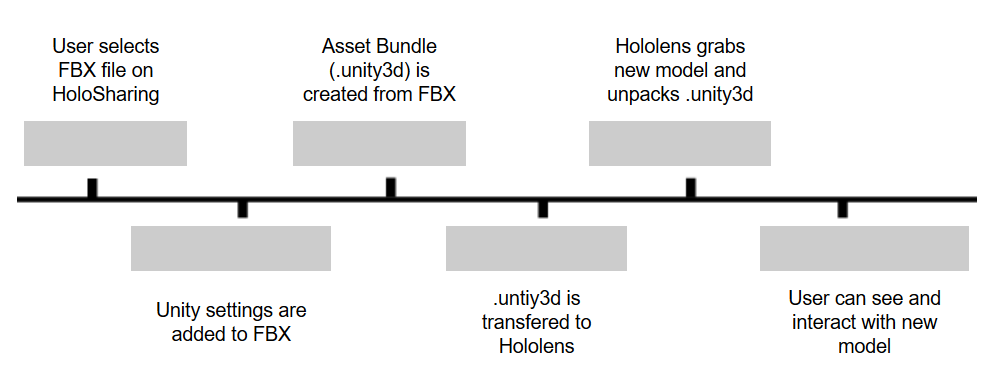 User selects
FBX file on
HoloSharing
Asset Bundle
(.unity3d) is
created from FBX
Hololens grabs
new model and
unpacks .unity3d
Unity settings are
added to FBX
.untiy3d is
transfered to
Hololens
User can see and
interact with new
model